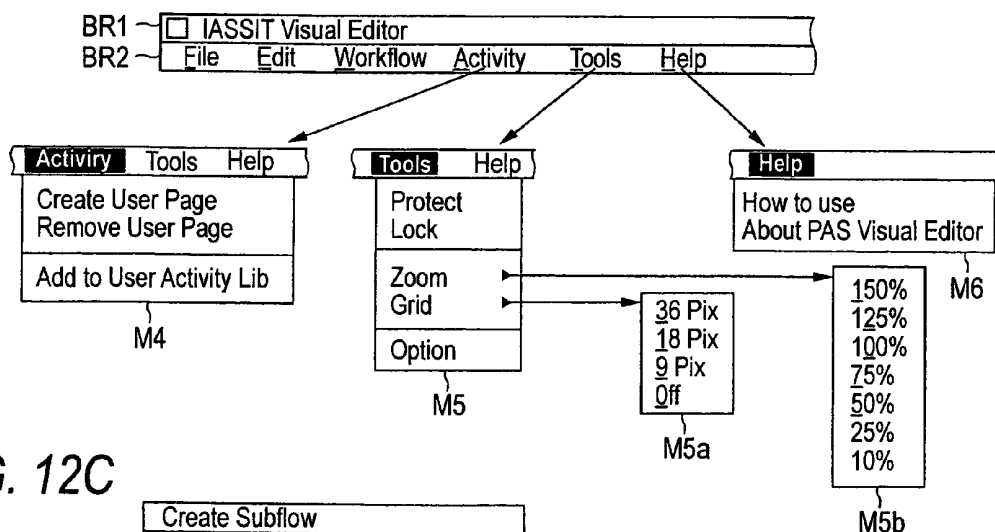 BR1 IASSIT Visual Editor
BR2 File Edit Workflow Activity Tools Help
Activiry Tools Help
Create User Page
Remove User Page
Add to User Activity Lib
M4
Tools Help
Protect
Lock
Zoom
Grid
Option
M5
36 Pix
18 Pix
9 Pix
Off
M5a
Help
How to use
About PAS Visual Editor
M6
150%
125%
100%
75%
50%
25%
10%
M5b
G. 12C
Create Subflow